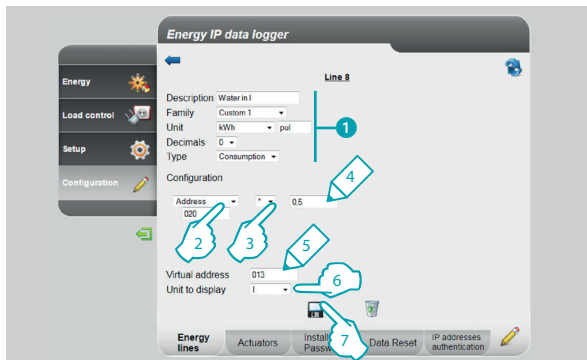 Energy IP data logger
Line 8
Energy
Load control
Setup
Configuration
Description Water in l
Family Custom 1
Unit kWh pul
Decimals 0
Type Consumption
1
Configuration
Address * 0,5
020
2
3
4
5
Virtual address 013
Unit to display l
6
7
Energy lines
Actuators
Data Reset
IP addresses authentication